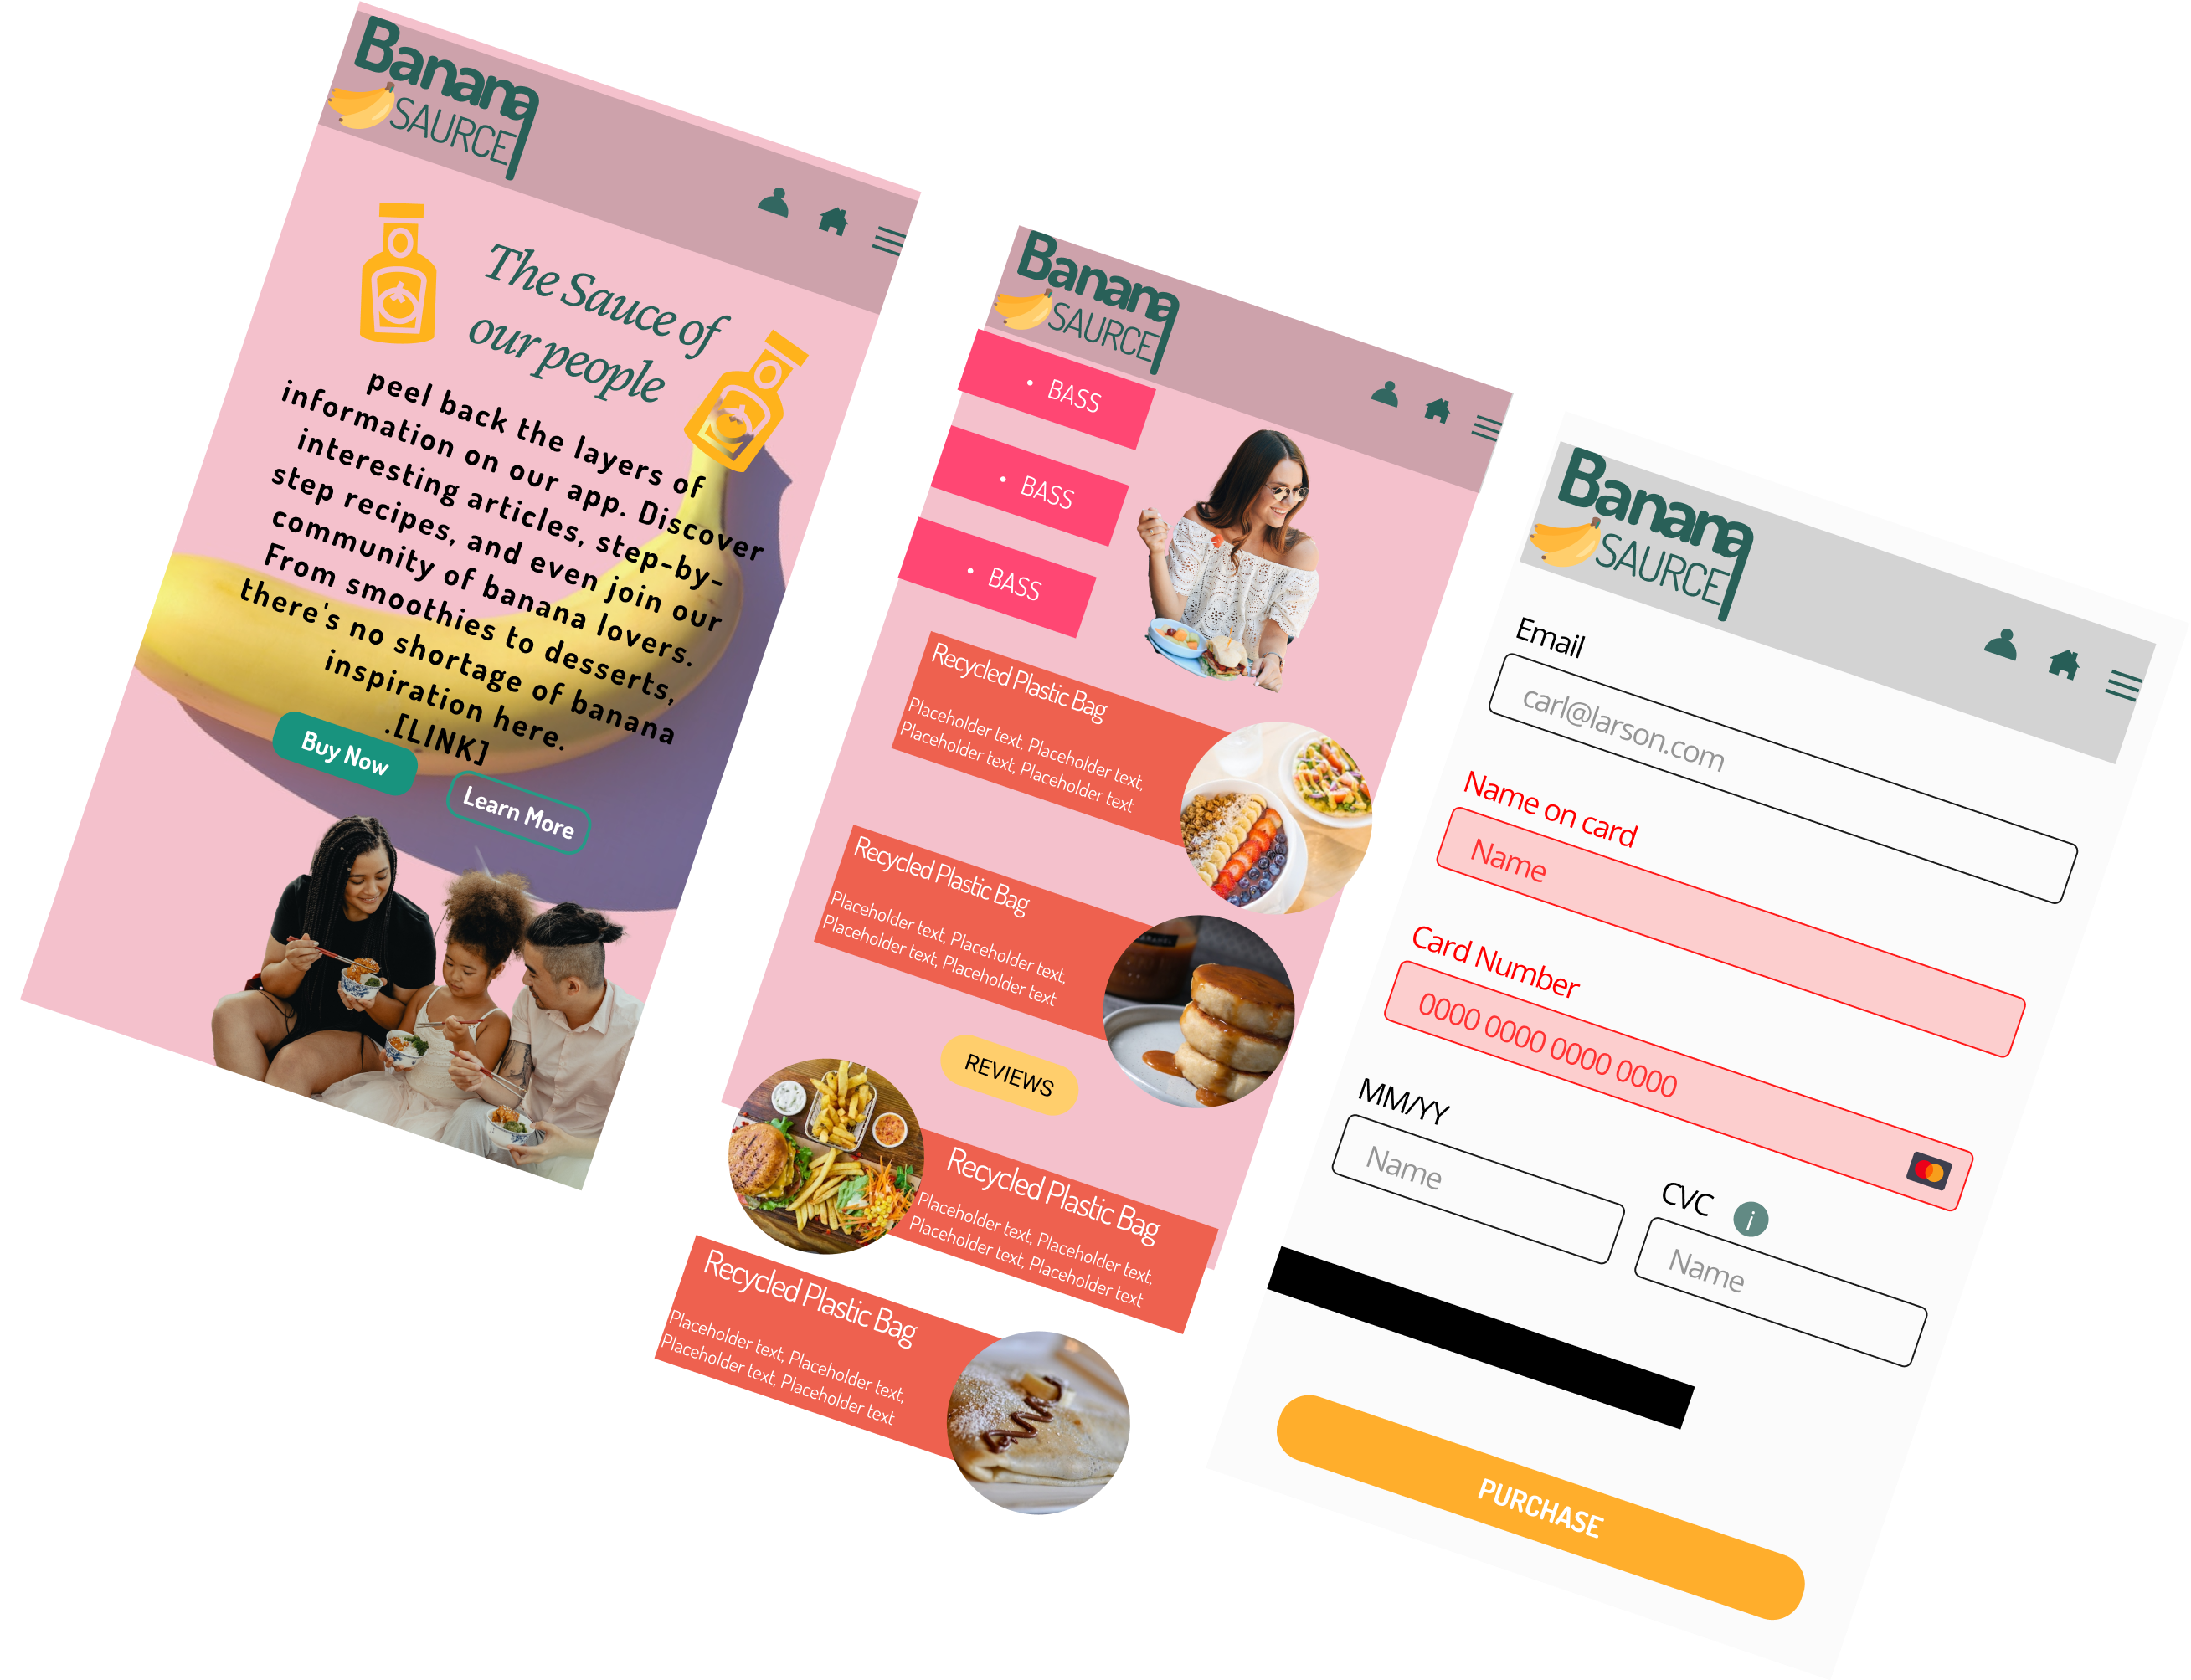 Banana
SAURCE
The Sauce of
our people
peel back the layers of
information on our app. Discover
interesting articles, step-by-
step recipes, and even join our
community of banana lovers.
From smoothies to desserts,
there's no shortage of banana
inspiration here.
.[LINK]
Buy Now
Learn More
Banana
SAURCE
• BASS
• BASS
• BASS
Recycled Plastic Bag
Placeholder text, Placeholder text,
Placeholder text, Placeholder text
Recycled Plastic Bag
Placeholder text, Placeholder text,
Placeholder text, Placeholder text
REVIEWS
Recycled Plastic Bag
Placeholder text, Placeholder text,
Placeholder text, Placeholder text
Recycled Plastic Bag
Placeholder text, Placeholder text,
Placeholder text, Placeholder text
Banana
SAURCE
Email
carl@larson.com
Name on card
Name
Card Number
0000 0000 0000 0000
MM/YY
Name
CVC i
Name
PURCHASE